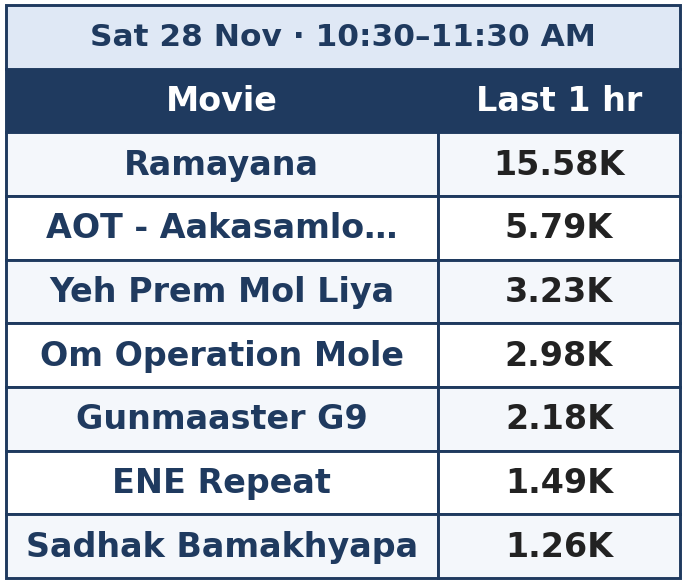 Sat 28 Nov · 10:30–11:30 AM
Movie Last 1 hr
Ramayana 15.58K
AOT - Aakasamlo… 5.79K
Yeh Prem Mol Liya 3.23K
Om Operation Mole 2.98K
Gunmaaster G9 2.18K
ENE Repeat 1.49K
Sadhak Bamakhyapa 1.26K